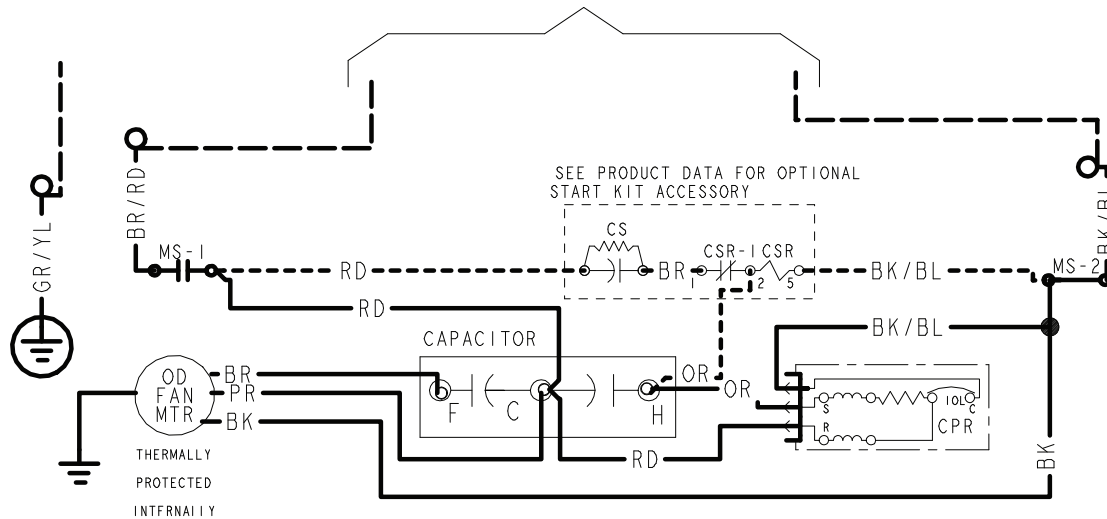 SEE PRODUCT DATA FOR OPTIONAL
START KIT ACCESSORY
BR/RD
GR/YL
BK/BL
MS-1
CS
CSR-1 CSR
RD
BR
1
2
5
BK/BL
MS-2
RD
BK/BL
CAPACITOR
OD
FAN
MTR
BR
PR
BK
F
C
H
OR
OR
S
R
IOL
C
CPR
RD
BK
THERMALLY
PROTECTED
INTERNALLY